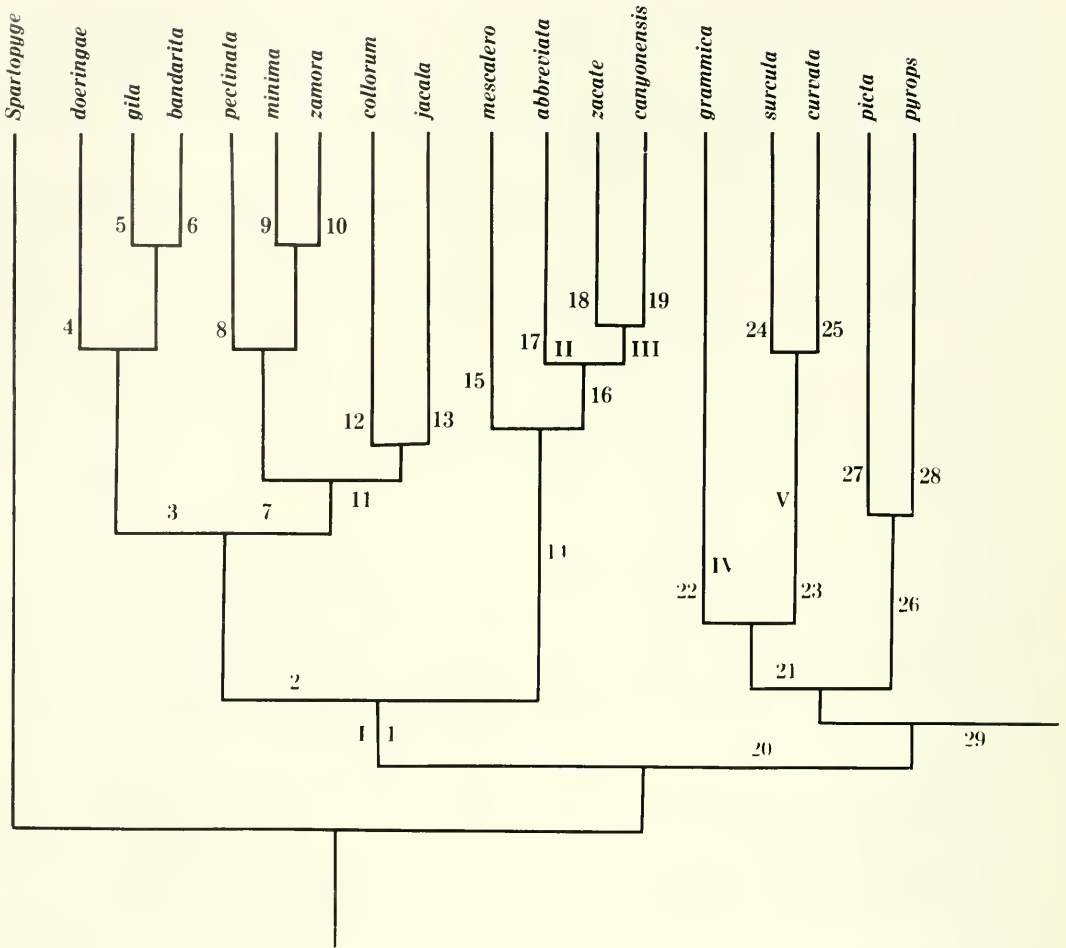 Spartopyge
doeringae
gila
bandarita
pectinata
minima
zamora
collorum
jacala
mescalero
abbreviata
zacate
canyonensis
grammica
surcula
curvata
picta
pyrops
5 6 9 10
18 19
4 8 17 II III 24 25
15 16
12 13
11 27 28
3 7 V
14 IV
22 23 26
2 21
I 1 20 29